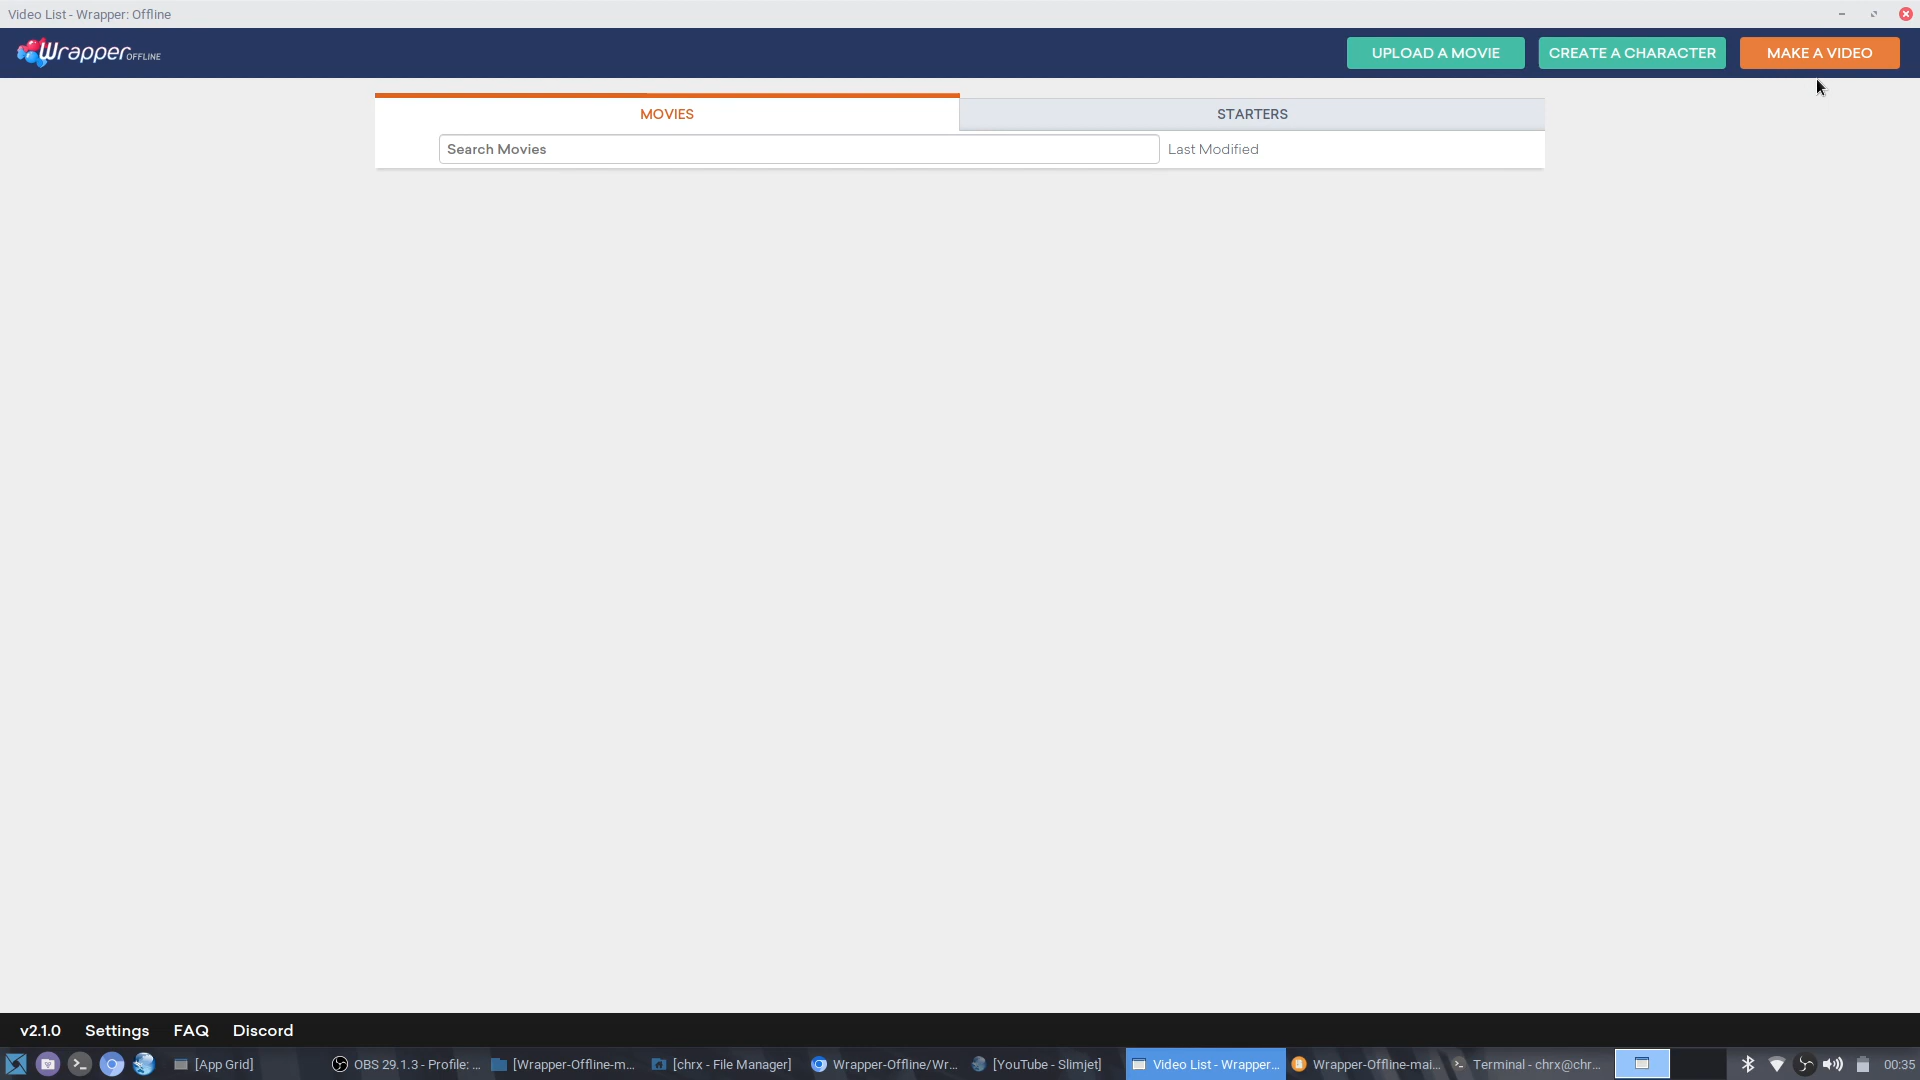 Video List - Wrapper: Offline
Wrapper OFFLINE
UPLOAD A MOVIE
CREATE A CHARACTER
MAKE A VIDEO
MOVIES
STARTERS
Search Movies
Last Modified
v2.1.0
Settings
FAQ
Discord
[App Grid]
OBS 29.1.3 - Profile: ...
[Wrapper-Offline-m...
[chrx - File Manager]
Wrapper-Offline/Wr...
[YouTube - Slimjet]
Video List - Wrapper...
Wrapper-Offline-mai...
Terminal - chrx@chr...
00:35